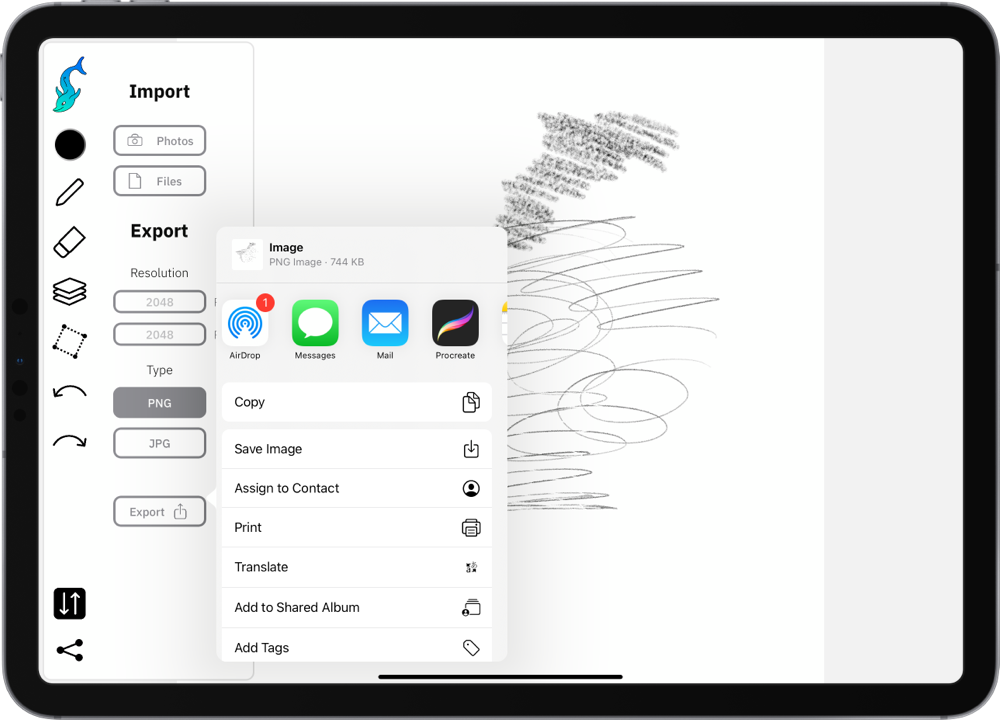 Import
Photos
Files
Export
Resolution
2048
2048
Type
PNG
JPG
Export
Image
PNG Image · 744 KB
1
AirDrop
Messages
Mail
Procreate
Copy
Save Image
Assign to Contact
Print
Translate
Add to Shared Album
Add Tags